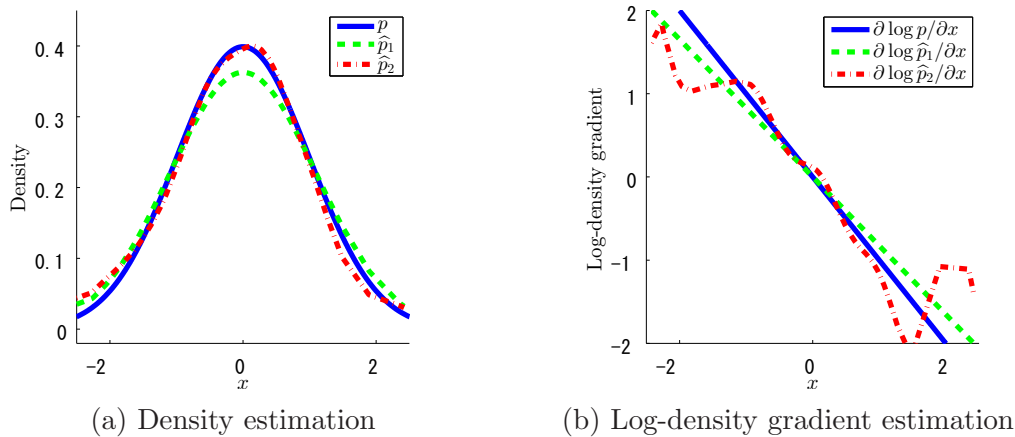 p
p̂₁
p̂₂
0.4
0.3
0.2
0.1
0
Density
−2
0
2
x
(a) Density estimation
∂ log p/∂x
∂ log p̂₁/∂x
∂ log p̂₂/∂x
2
1
0
-1
-2
Log-density gradient
−2
0
2
x
(b) Log-density gradient estimation